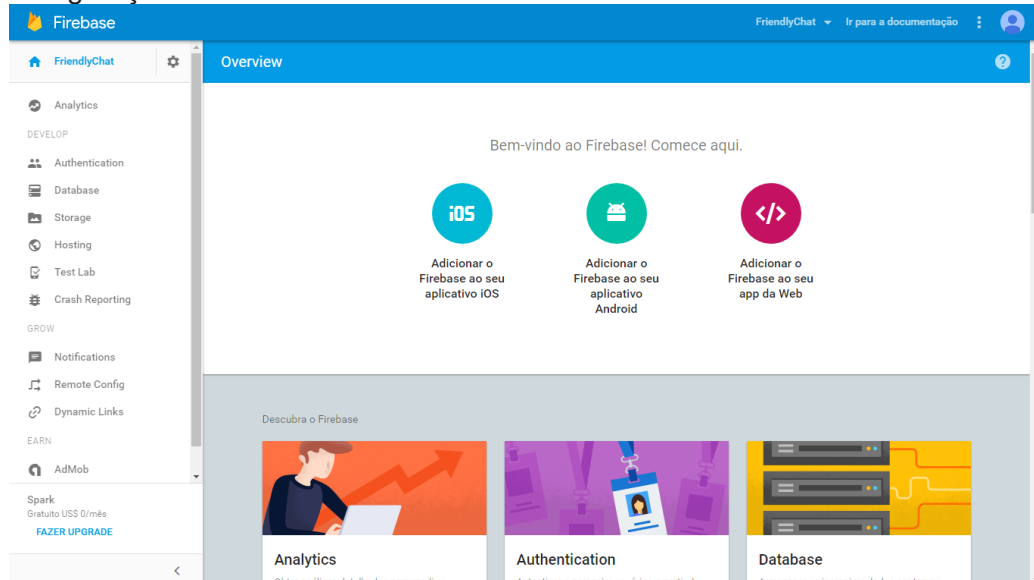 Firebase
FriendlyChat
Ir para a documentação
FriendlyChat
Overview
Analytics
DEVELOP
Authentication
Database
Storage
Hosting
Test Lab
Crash Reporting
GROW
Notifications
Remote Config
Dynamic Links
EARN
AdMob
Spark
Gratuito US$ 0/mês
FAZER UPGRADE
Bem-vindo ao Firebase! Comece aqui.
iOS
</>
Adicionar o
Firebase ao seu
aplicativo iOS
Adicionar o
Firebase ao seu
aplicativo
Android
Adicionar o
Firebase ao seu
app da Web
Descubra o Firebase
Analytics
Authentication
Database